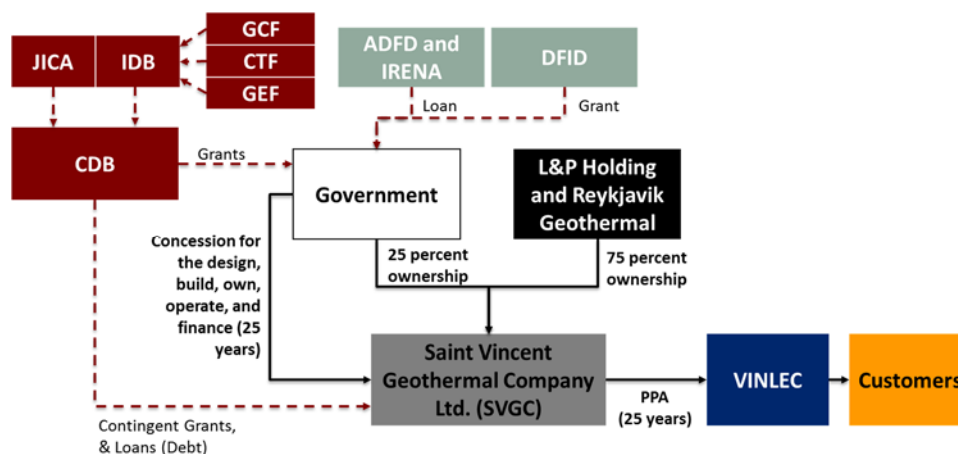 GCF
JICA
IDB
CTF
GEF
ADFD and
IRENA
DFID
Loan
Grant
CDB
Grants
Government
L&P Holding
and Reykjavik
Geothermal
Concession for
the design,
build, own,
operate, and
finance (25
years)
25 percent
ownership
75 percent
ownership
Saint Vincent
Geothermal Company
Ltd. (SVGC)
PPA
(25 years)
VINLEC
Customers
Contingent Grants,
& Loans (Debt)